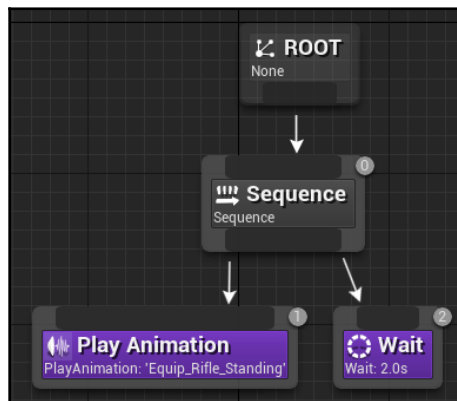 ROOT
None
0
Sequence
Sequence
1
2
Play Animation
PlayAnimation: 'Equip_Rifle_Standing'
Wait
Wait: 2.0s